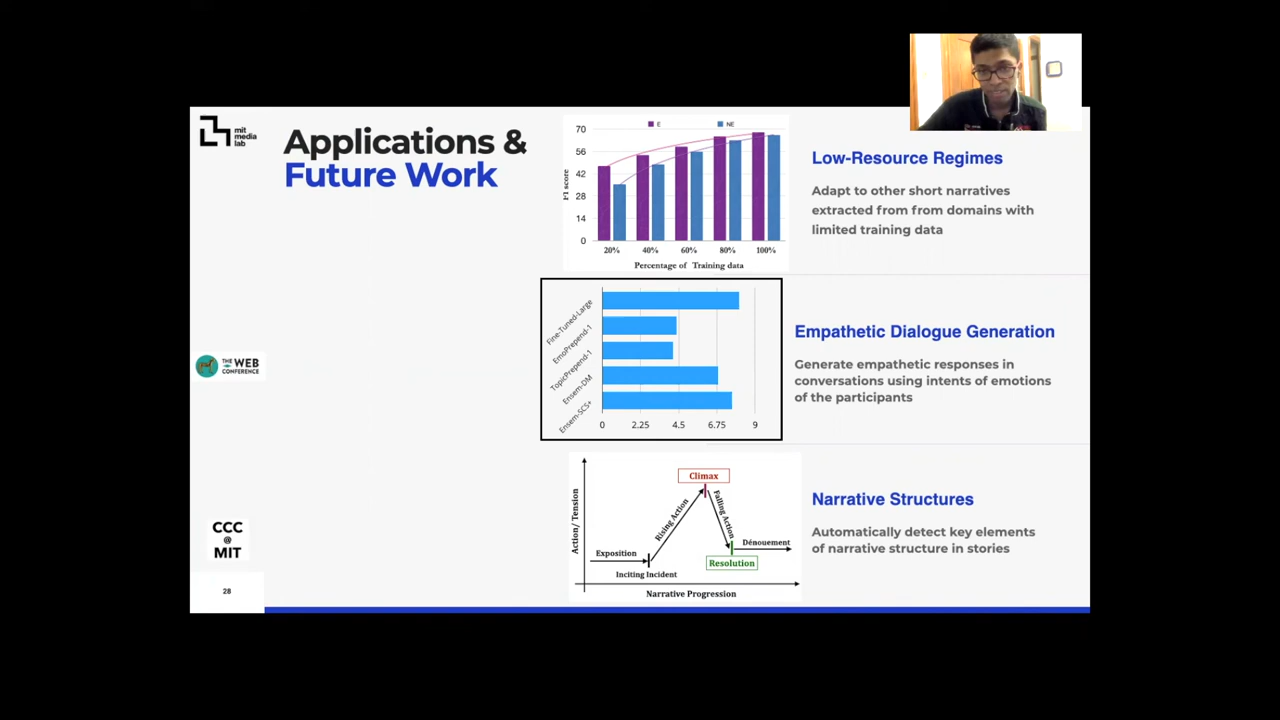 mit
media
lab
Applications &
Future Work
THE
WEB
CONFERENCE
CCC
@
MIT
28
E NE
F1 score
70
56
42
28
14
0
20% 40% 60% 80% 100%
Percentage of Training data
Low-Resource Regimes
Adapt to other short narratives
extracted from from domains with
limited training data
Fine-Tuned-Large
EmoPrepend-1
TopicPrepend-1
Ensem-DM
Ensem-SCS+
0 2.25 4.5 6.75 9
Empathetic Dialogue Generation
Generate empathetic responses in
conversations using intents of emotions
of the participants
Action/ Tension
Climax
Rising Action
Falling Action
Exposition
Dénouement
Resolution
Inciting Incident
Narrative Progression
Narrative Structures
Automatically detect key elements
of narrative structure in stories